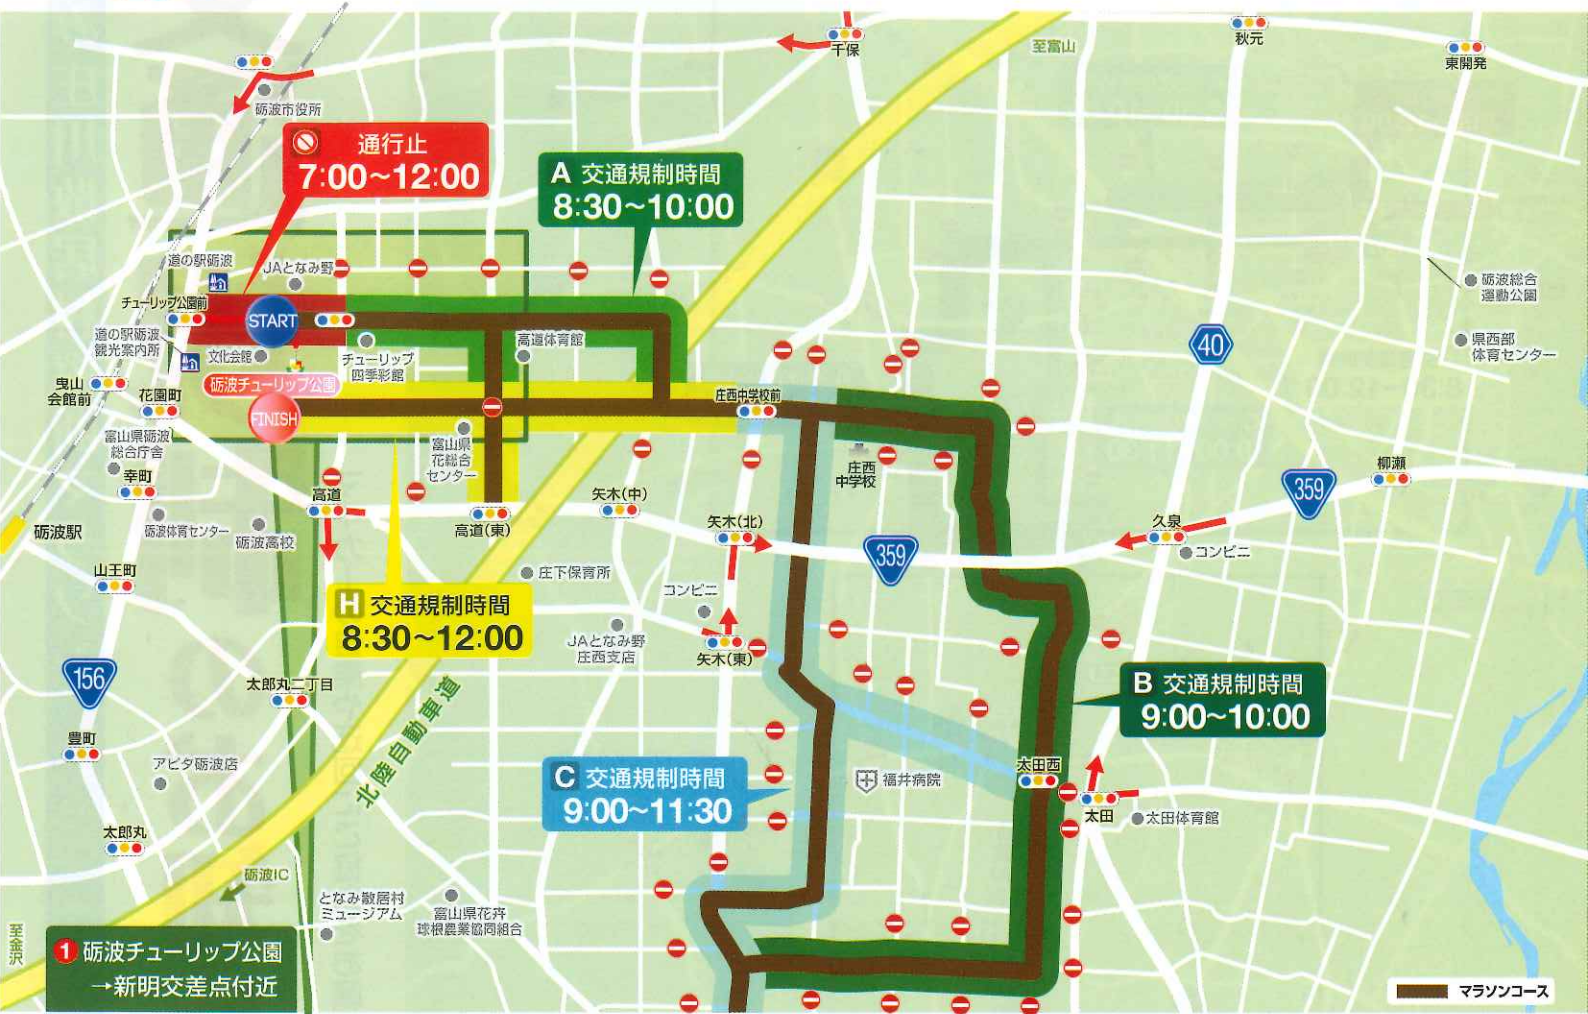 千保
至富山
秋元
東開発
砺波市役所
通行止
7:00〜12:00
A 交通規制時間
8:30〜10:00
道の駅砺波
JAとなみ野
チューリップ公園前
START
道の駅砺波
観光案内所
文化会館
チューリップ
四季彩館
高道体育館
砺波総合
運動公園
40
県西部
体育センター
曳山
会館前
花園町
砺波チューリップ公園
FINISH
庄西中学校前
富山県砺波
総合庁舎
富山県
花総合
センター
庄西
中学校
幸町
高道
矢木(中)
柳瀬
359
砺波駅
砺波体育センター
砺波高校
高道(東)
矢木(北)
久泉
359
コンビニ
山王町
庄下保育所
コンビニ
H 交通規制時間
8:30〜12:00
JAとなみ野
庄西支店
矢木(東)
156
太郎丸二丁目
B 交通規制時間
9:00〜10:00
北陸自動車道
豊町
アピタ砺波店
C 交通規制時間
9:00〜11:30
福井病院
太田西
太田
太田体育館
太郎丸
砺波IC
となみ散居村
ミュージアム
富山県花卉
球根農業協同組合
至金沢
1 砺波チューリップ公園
→新明交差点付近
マラソンコース